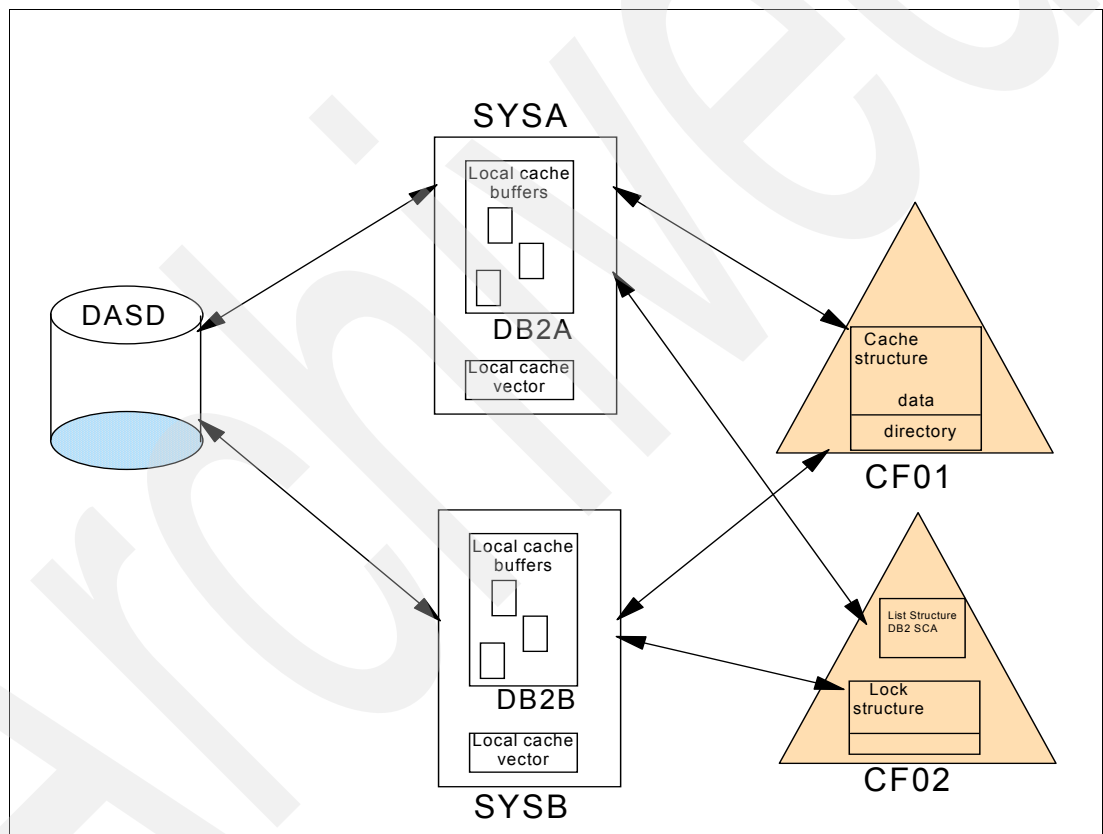 SYSA
Local cache
buffers
DB2A
Local cache
vector
DASD
Cache
structure
data
directory
CF01
SYSB
Local cache
buffers
DB2B
Local cache
vector
List Structure
DB2 SCA
Lock
structure
CF02
Archived